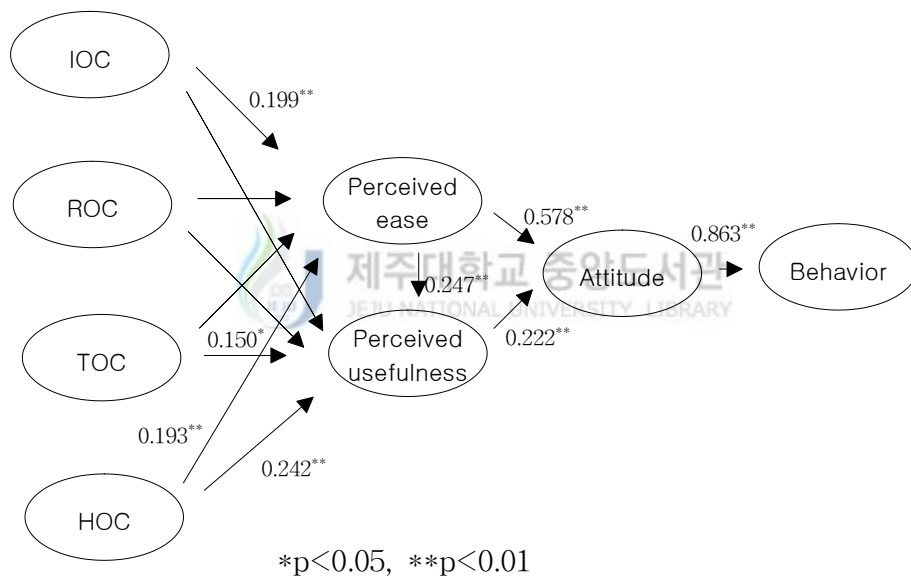 IOC
0.199**
ROC
Perceived
ease
0.578**
0.863**
제주대학교 중앙도서관
JEJU NATIONAL UNIVERSITY LIBRARY
0.247**
Attitude
Behavior
TOC
0.150*
Perceived
usefulness
0.222**
0.193**
0.242**
HOC
*p<0.05, **p<0.01